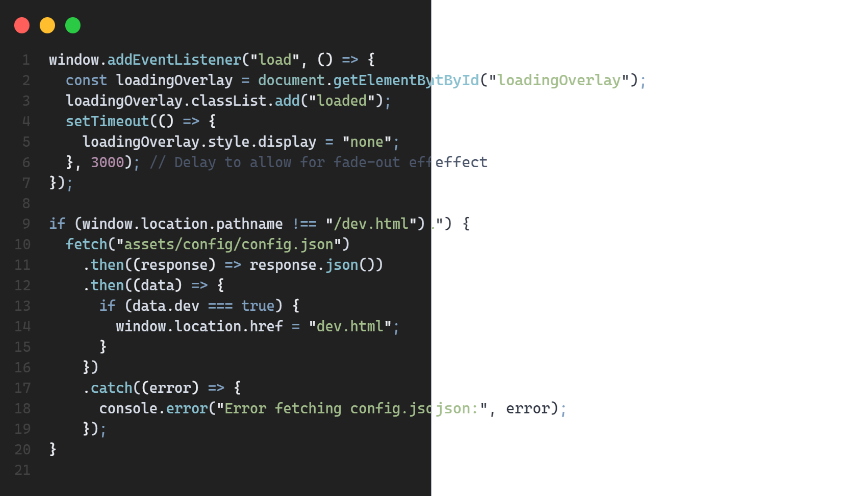 1 window.addEventListener("load", () => {
2 const loadingOverlay = document.getElementBytById("loadingOverlay");
3 loadingOverlay.classList.add("loaded");
4 setTimeout(() => {
5 loadingOverlay.style.display = "none";
6 }, 3000); // Delay to allow for fade-out effeffect
7 });
8
9 if (window.location.pathname !== "/dev.html") ") {
10 fetch("assets/config/config.json")
11 .then((response) => response.json())
12 .then((data) => {
13 if (data.dev === true) {
14 window.location.href = "dev.html";
15 }
16 })
17 .catch((error) => {
18 console.error("Error fetching config.jsojson:", error);
19 });
20 }
21